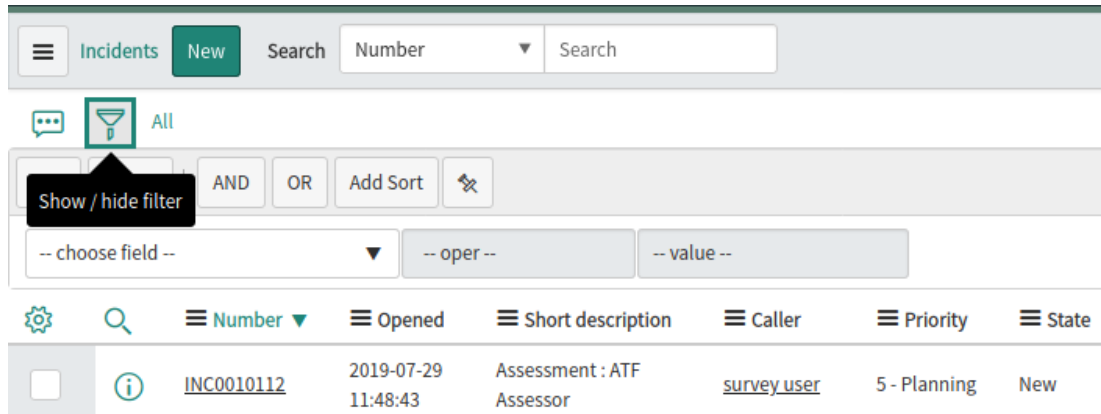 Incidents New Search Number Search
All
AND OR Add Sort
Show / hide filter
-- choose field -- -- oper -- -- value --
Number Opened Short description Caller Priority State
INC0010112 2019-07-29 11:48:43 Assessment : ATF Assessor survey user 5 - Planning New